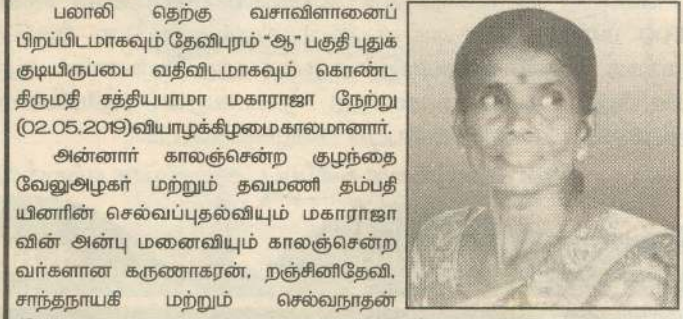 பலாலி தெற்கு வசாவிளானைப்
பிறப்பிடமாகவும் தேவிபுரம் “ஆ” பகுதி புதுக்
குடியிருப்பை வதிவிடமாகவும் கொண்ட
திருமதி சத்தியபாமா மகாராஜா நேற்று
(02.05.2019)வியாழக்கிழமைகாலமானார்.
அன்னார் காலஞ்சென்ற குழந்தை
வேலுஅழகர் மற்றும் தவமணி தம்பதி
யினரின் செல்வப்புதல்வியும் மகாராஜா
வின் அன்பு மனைவியும் காலஞ்சென்ற
வர்களான கருணாகரன், றஞ்சினிதேவி,
சாந்தநாயகி மற்றும் செல்வநாதன்